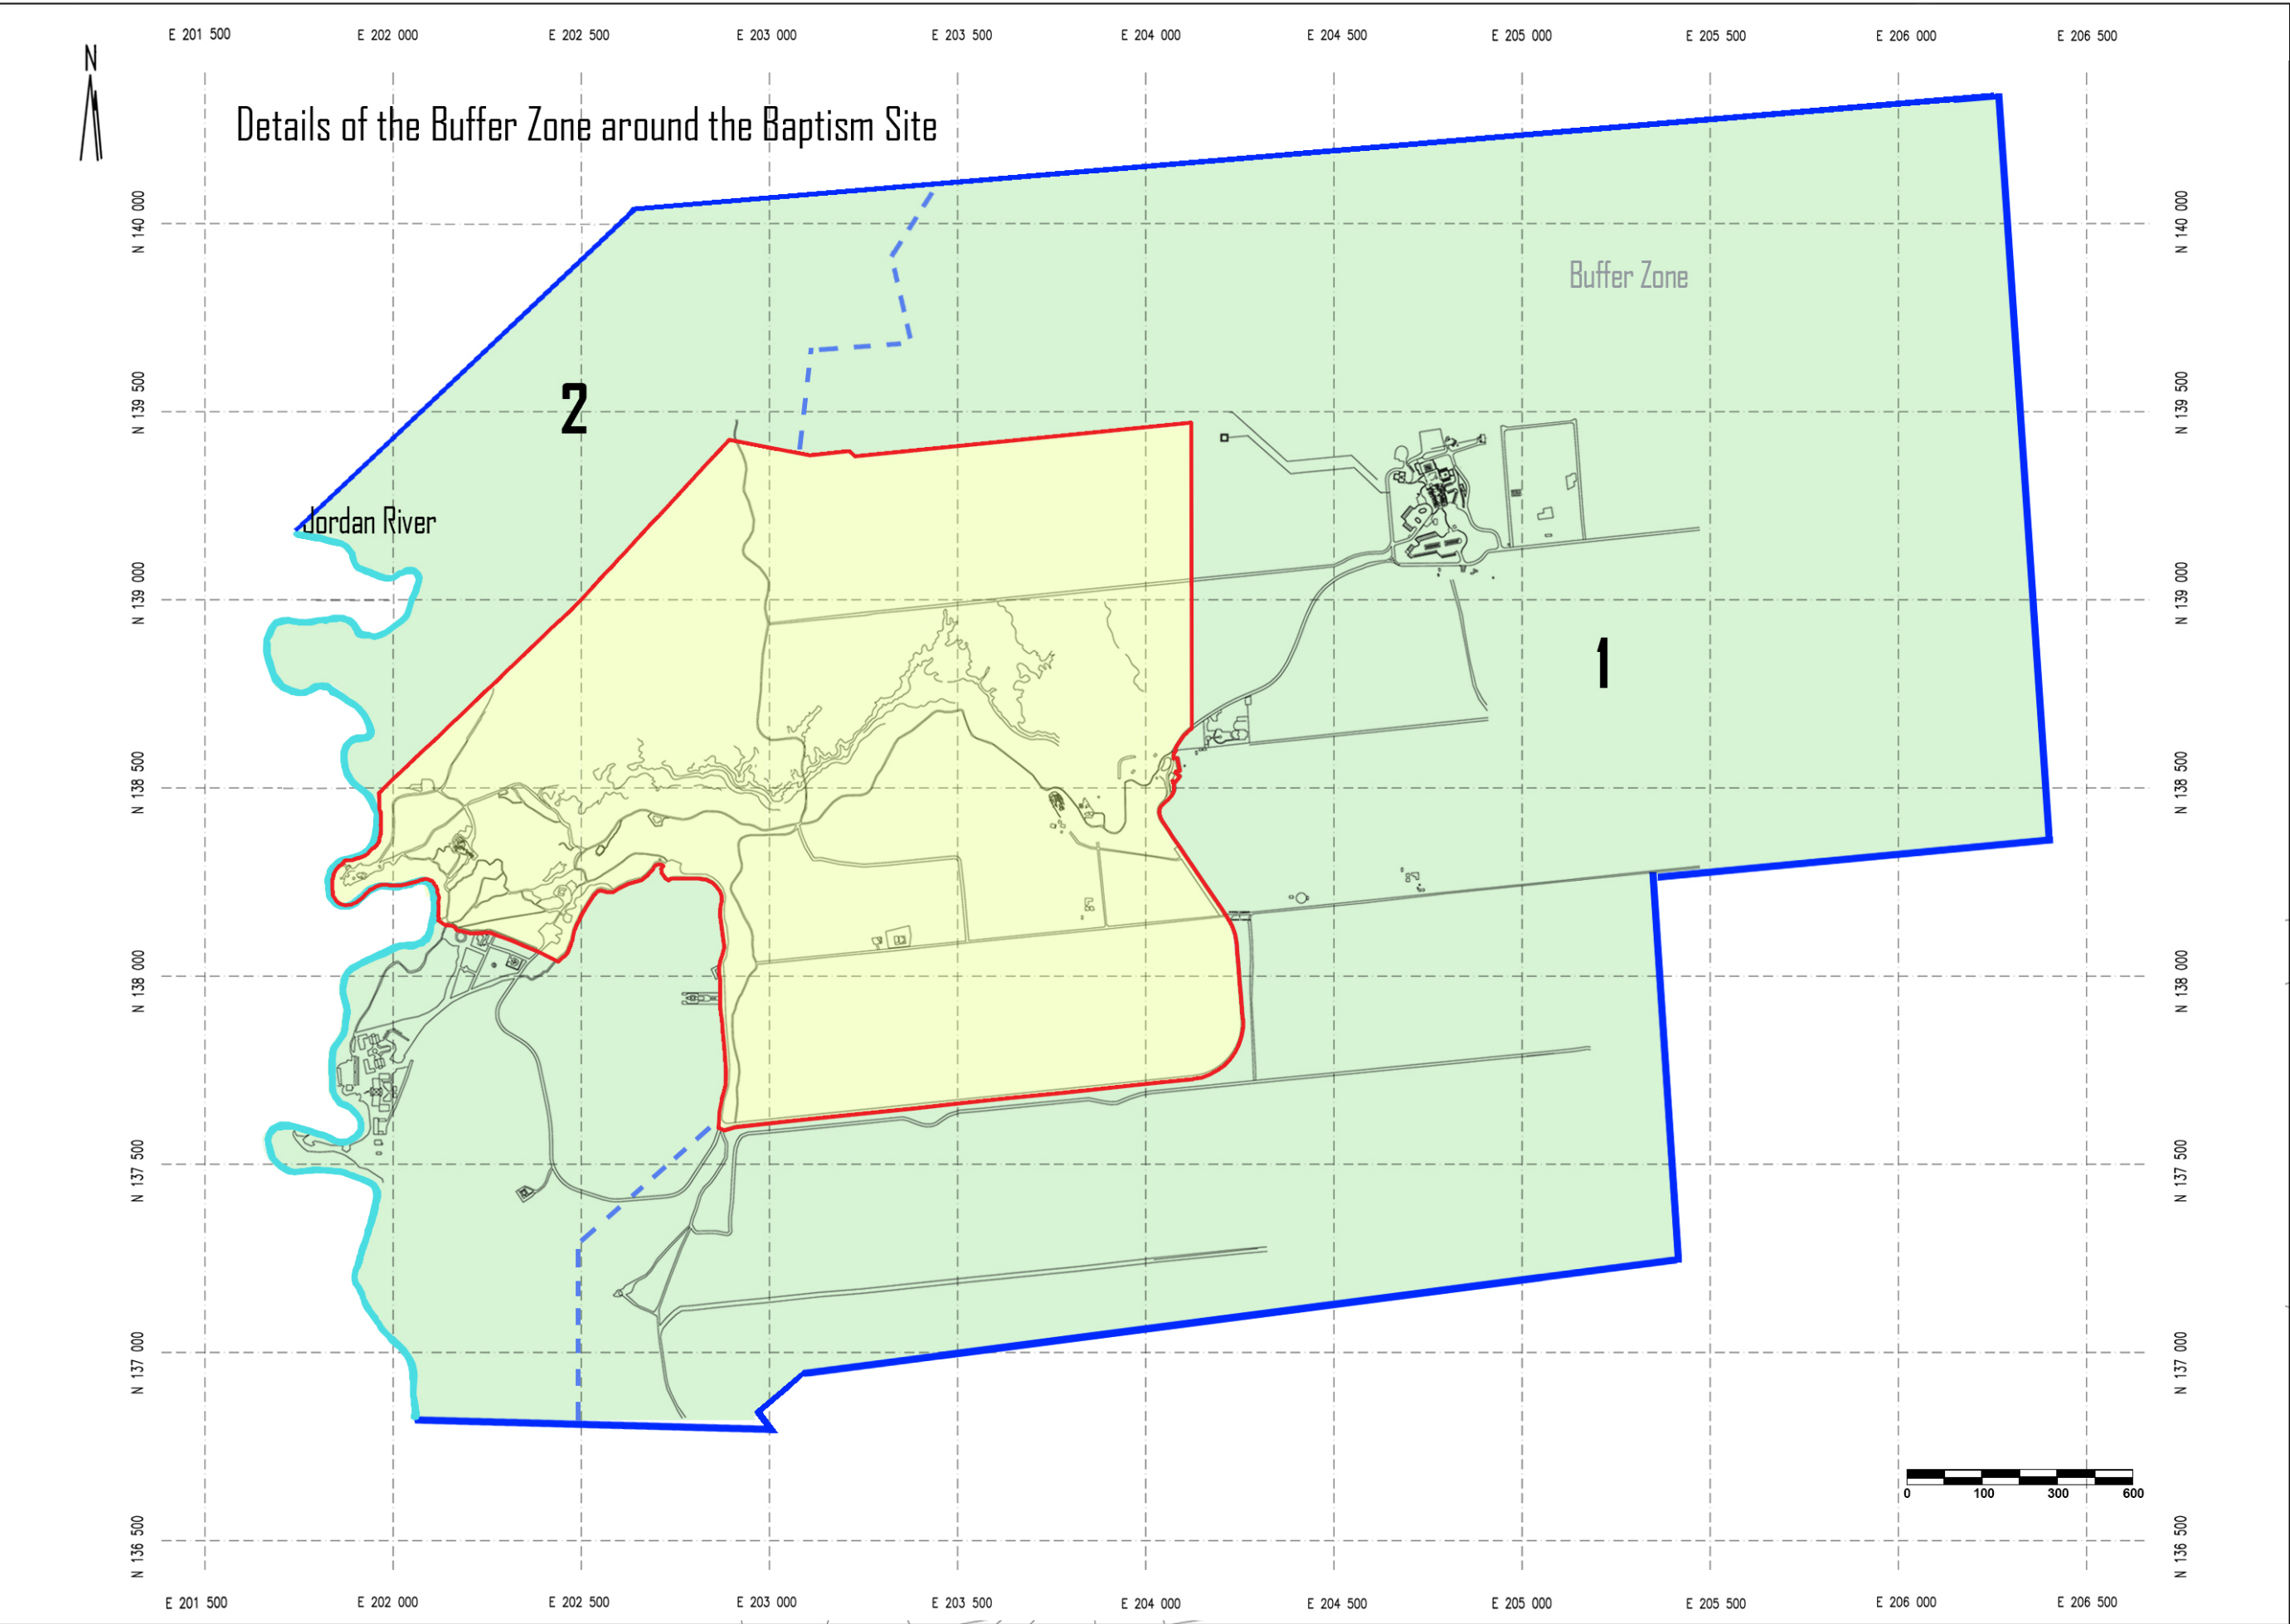 E 201 500 E 202 000 E 202 500 E 203 000 E 203 500 E 204 000 E 204 500 E 205 000 E 205 500 E 206 000 E 206 500
N
Details of the Buffer Zone around the Baptism Site
N 140 000 N 140 000
Buffer Zone
N 139 500 N 139 500
2
Jordan River
N 139 000 N 139 000
1
N 138 500 N 138 500
N 138 000 N 138 000
N 137 500 N 137 500
N 137 000 N 137 000
0 100 300 600
N 136 500 N 136 500
E 201 500 E 202 000 E 202 500 E 203 000 E 203 500 E 204 000 E 204 500 E 205 000 E 205 500 E 206 000 E 206 500